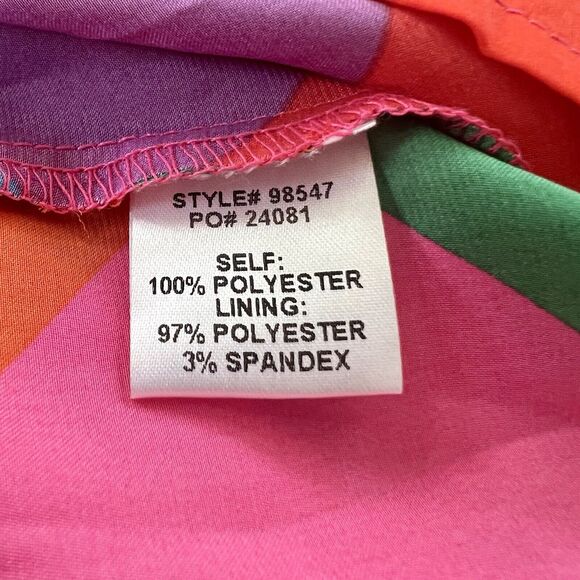 STYLE# 98547
PO# 24081
SELF:
100% POLYESTER
LINING:
97% POLYESTER
3% SPANDEX